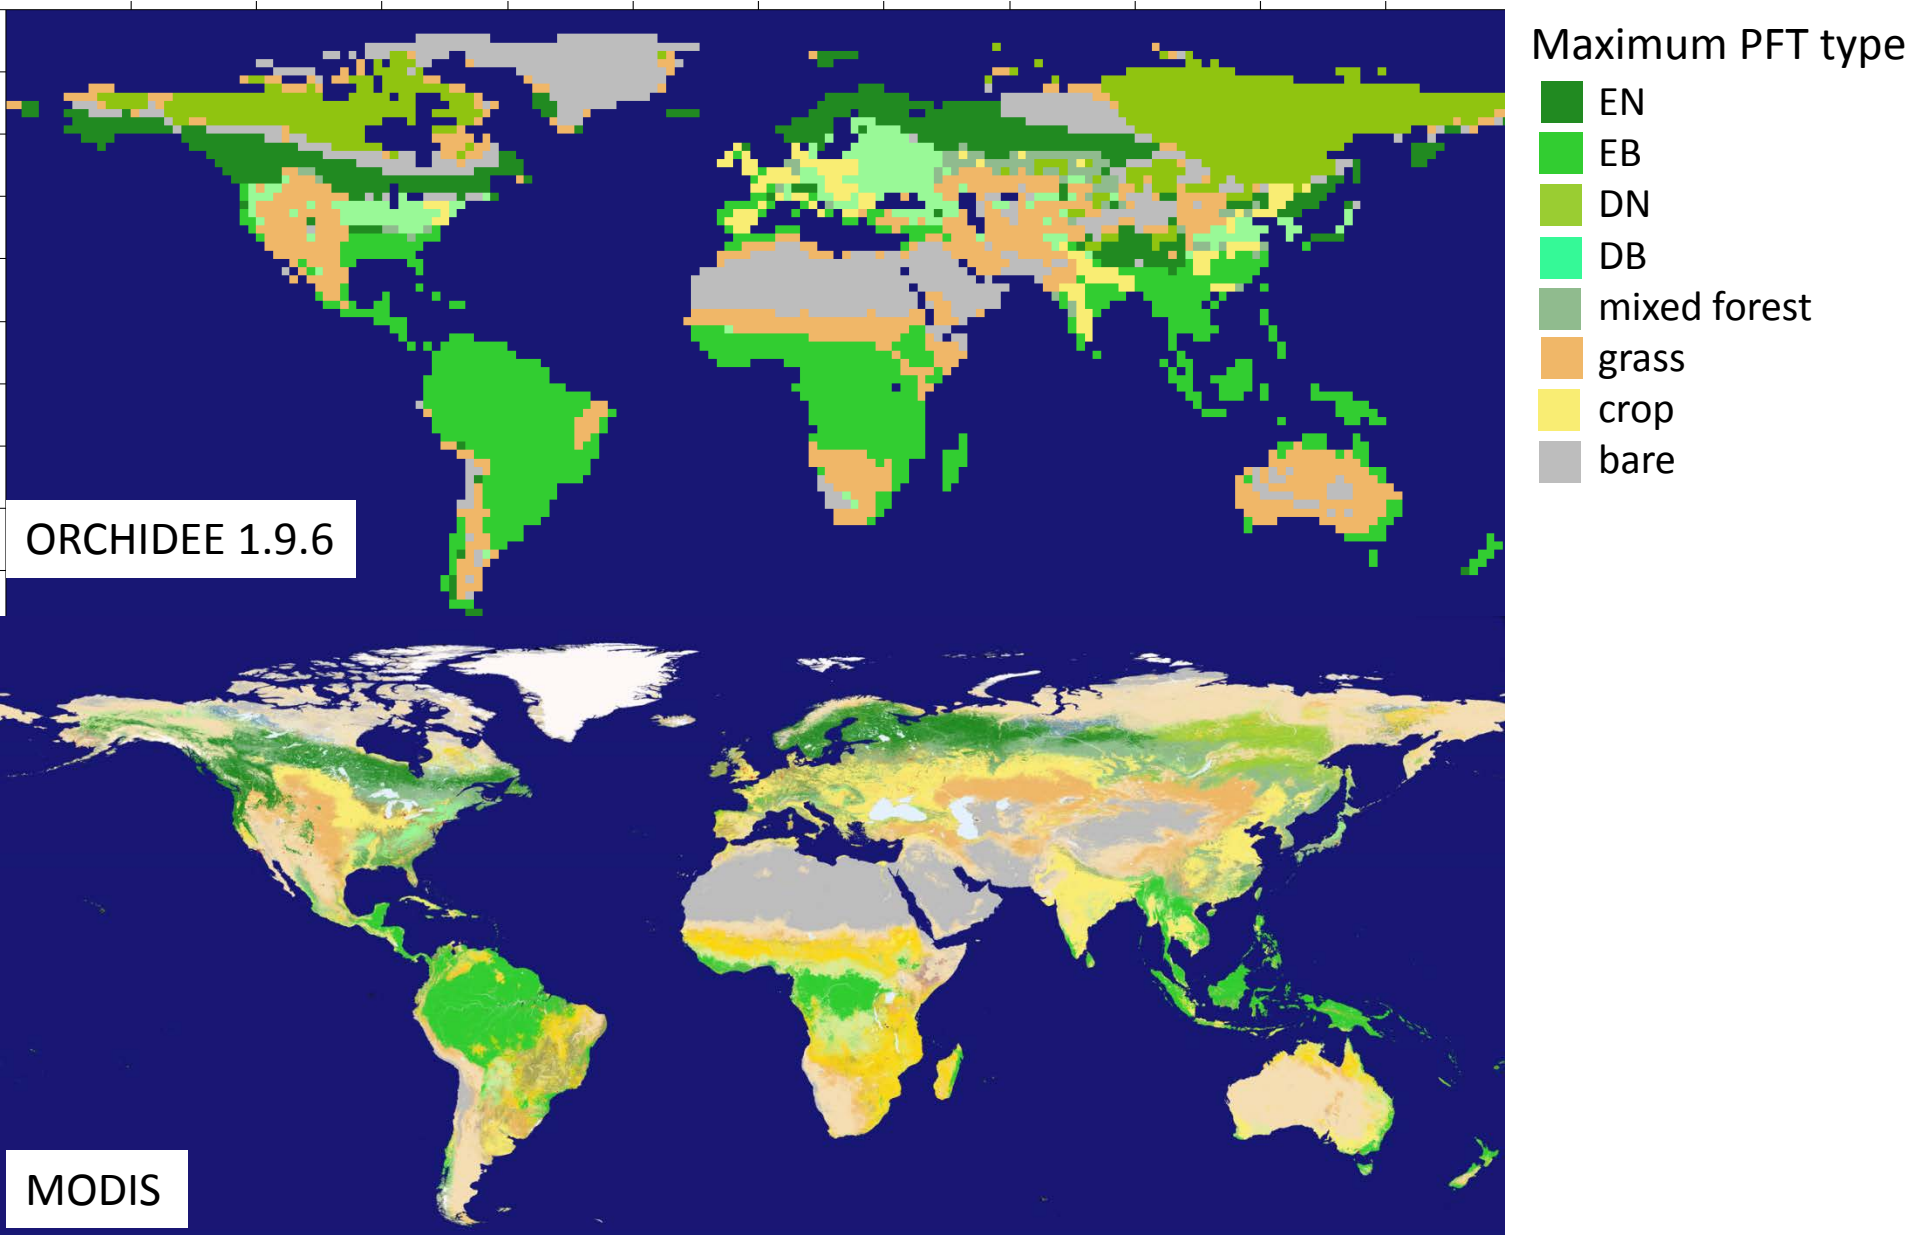 Maximum PFT type
EN
EB
DN
DB
mixed forest
grass
crop
bare
ORCHIDEE 1.9.6
MODIS